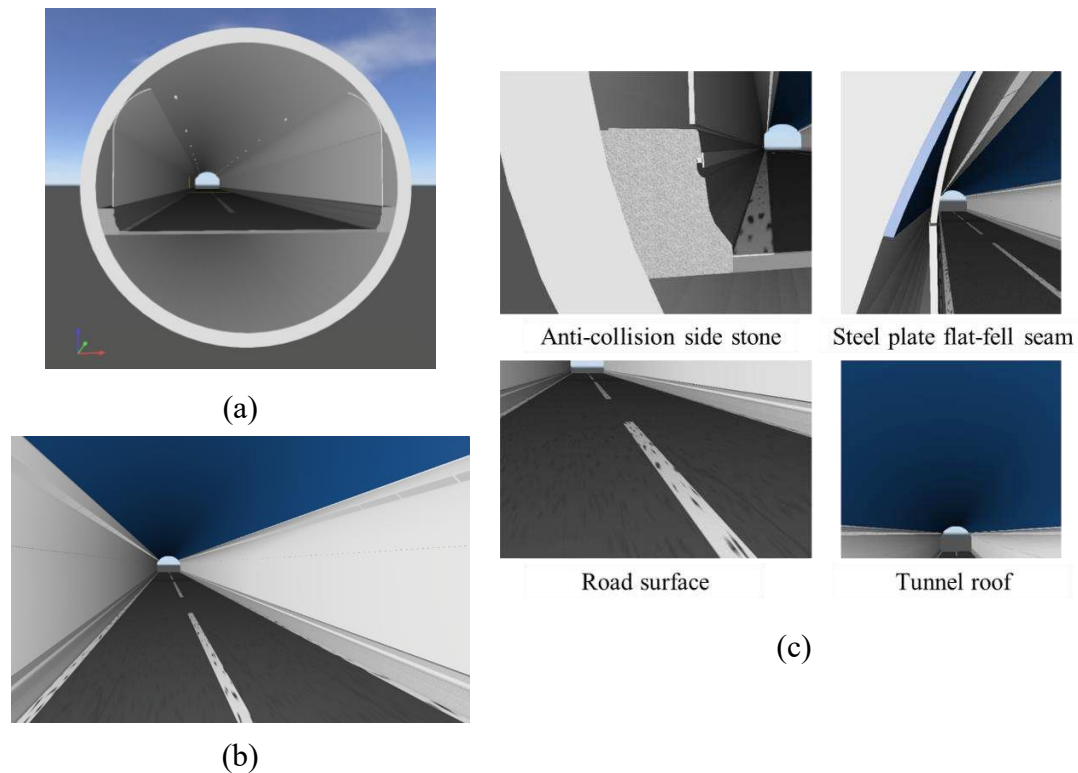 (a)
(b)
Anti-collision side stone
Steel plate flat-fell seam
Road surface
Tunnel roof
(c)